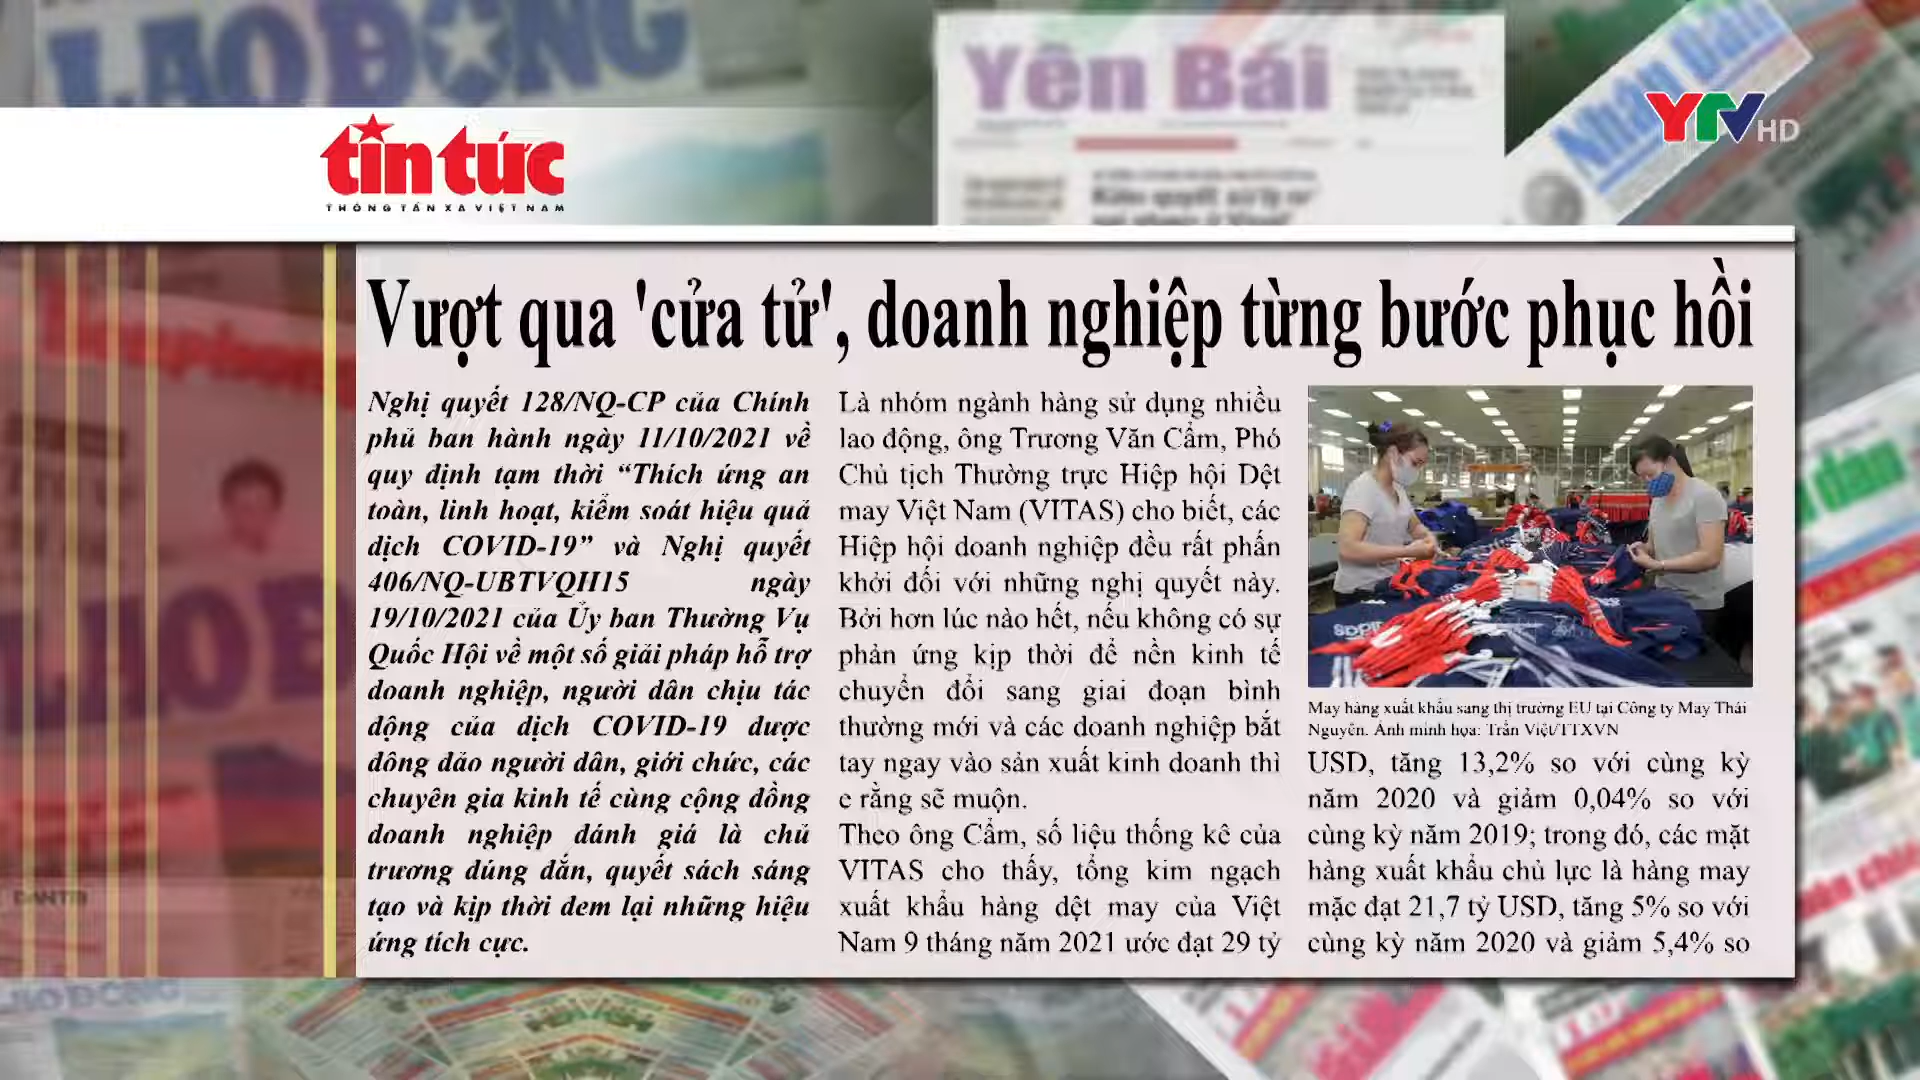 LAO ĐỘNG
Yên Bái
Nhân Dân
YTV HD
tin tức
THÔNG TẤN XÃ VIỆT NAM
Vượt qua 'cửa tử', doanh nghiệp từng bước phục hồi
Nghị quyết 128/NQ-CP của Chính
phủ ban hành ngày 11/10/2021 về
quy định tạm thời “Thích ứng an
toàn, linh hoạt, kiểm soát hiệu quả
dịch COVID-19” và Nghị quyết
406/NQ-UBTVQH15 ngày
19/10/2021 của Ủy ban Thường Vụ
Quốc Hội về một số giải pháp hỗ trợ
doanh nghiệp, người dân chịu tác
động của dịch COVID-19 được
đông đảo người dân, giới chức, các
chuyên gia kinh tế cùng cộng đồng
doanh nghiệp đánh giá là chủ
trương đúng đắn, quyết sách sáng
tạo và kịp thời đem lại những hiệu
ứng tích cực.
Là nhóm ngành hàng sử dụng nhiều
lao động, ông Trương Văn Cẩm, Phó
Chủ tịch Thường trực Hiệp hội Dệt
may Việt Nam (VITAS) cho biết, các
Hiệp hội doanh nghiệp đều rất phấn
khởi đối với những nghị quyết này.
Bởi hơn lúc nào hết, nếu không có sự
phản ứng kịp thời để nền kinh tế
chuyển đổi sang giai đoạn bình
thường mới và các doanh nghiệp bắt
tay ngay vào sản xuất kinh doanh thì
e rằng sẽ muộn.
Theo ông Cẩm, số liệu thống kê của
VITAS cho thấy, tổng kim ngạch
xuất khẩu hàng dệt may của Việt
Nam 9 tháng năm 2021 ước đạt 29 tỷ
May hàng xuất khẩu sang thị trường EU tại Công ty May Thái
Nguyên. Ảnh minh họa: Trần Việt/TTXVN
USD, tăng 13,2% so với cùng kỳ
năm 2020 và giảm 0,04% so với
cùng kỳ năm 2019; trong đó, các mặt
hàng xuất khẩu chủ lực là hàng may
mặc đạt 21,7 tỷ USD, tăng 5% so với
cùng kỳ năm 2020 và giảm 5,4% so